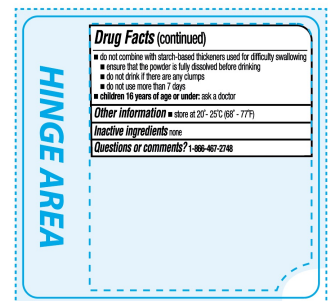 HINGE AREA
Drug Facts (continued)
■ do not combine with starch-based thickeners used for difficulty swallowing
■ ensure that the powder is fully dissolved before drinking
■ do not drink if there are any clumps
■ do not use more than 7 days
■ children 16 years of age or under: ask a doctor
Other information ■ store at 20˚- 25˚C (68˚ - 77˚F)
Inactive ingredients none
Questions or comments? 1-866-467-2748